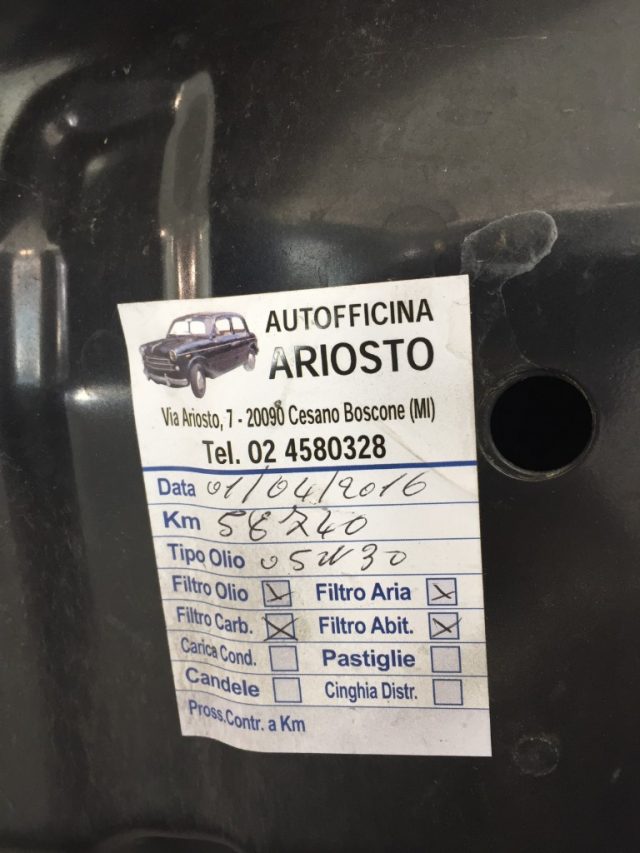 AUTOFFICINA
ARIOSTO
Via Ariosto, 7 - 20090 Cesano Boscone (MI)
Tel. 02 4580328
Data 01/04/2016
Km 58740
Tipo Olio 05W30
Filtro Olio Filtro Aria
Filtro Carb. Filtro Abit.
Carica Cond. Pastiglie
Candele Cinghia Distr.
Pross.Contr. a Km